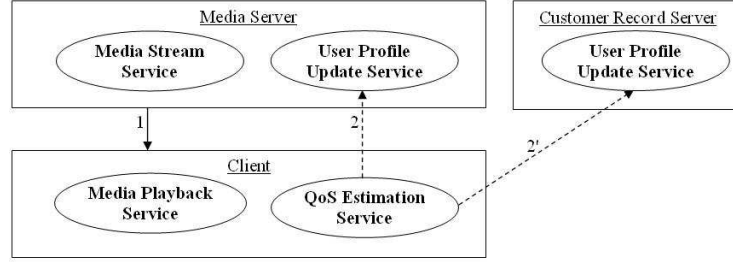 Media Server
Customer Record Server
Media Stream
Service
User Profile
Update Service
User Profile
Update Service
1
2
2'
Client
Media Playback
Service
QoS Estimation
Service